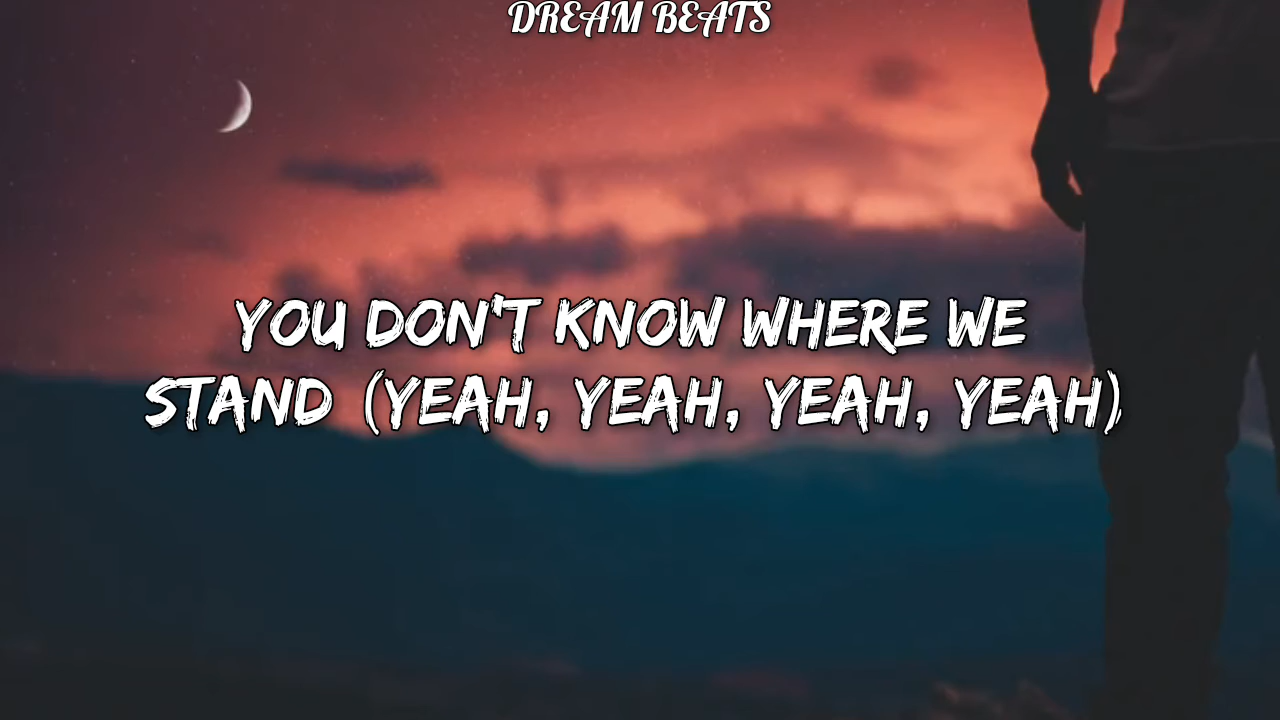 DREAM BEATS
YOU DON'T KNOW WHERE WE
STAND (YEAH, YEAH, YEAH, YEAH)